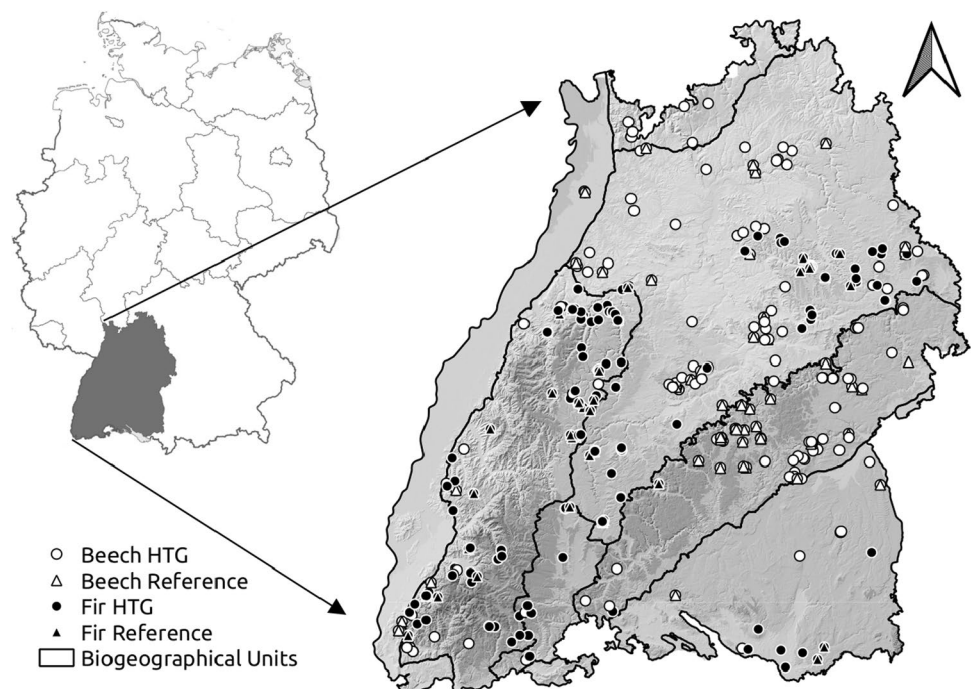 Beech HTG
Beech Reference
Fir HTG
Fir Reference
Biogeographical Units